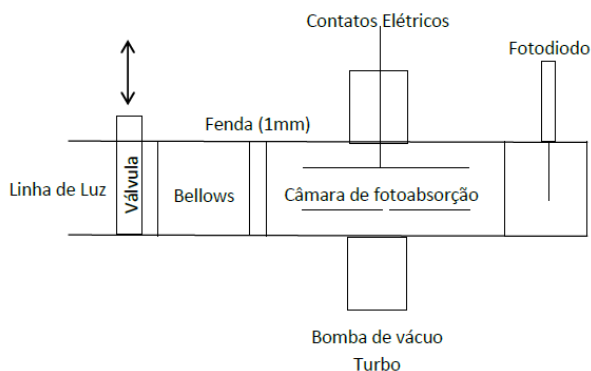 Contatos Elétricos
Fotodiodo
Fenda (1mm)
Linha de Luz
Válvula
Bellows
Câmara de fotoabsorção
Bomba de vácuo
Turbo